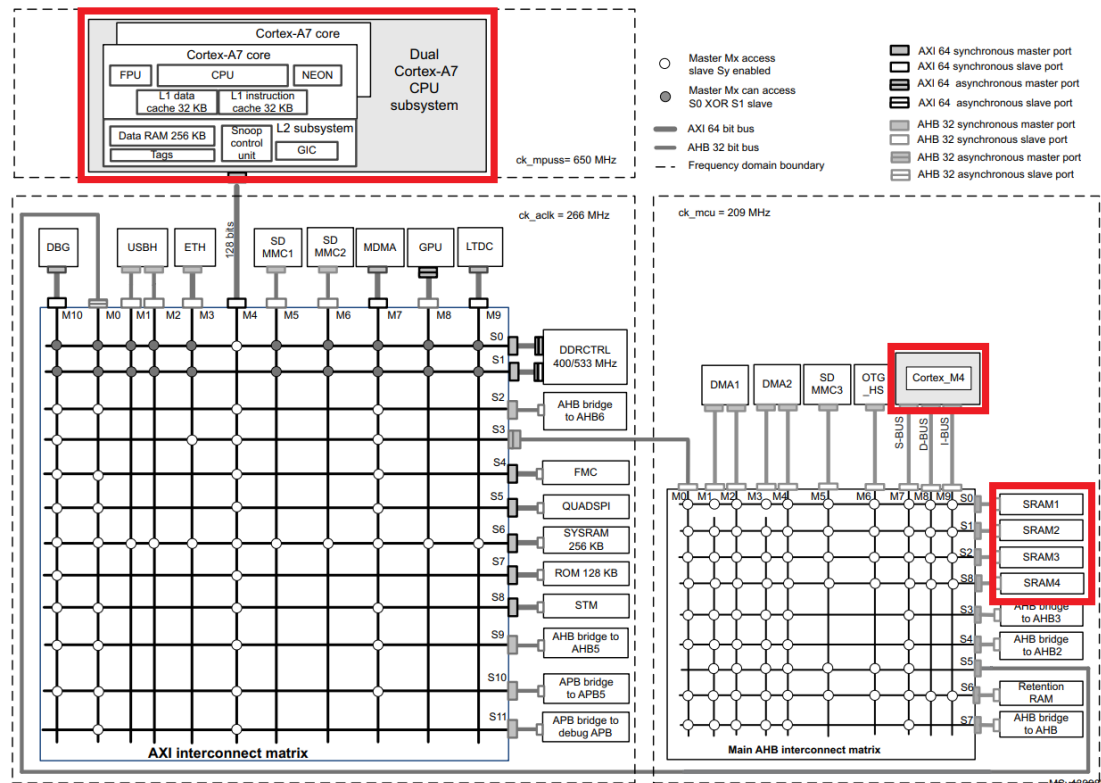 Cortex-A7 core
Cortex-A7 core
FPU
CPU
NEON
L1 data
cache 32 KB
L1 instruction
cache 32 KB
Data RAM 256 KB
Tags
Snoop
control
unit
L2 subsystem
GIC
Dual
Cortex-A7
CPU
subsystem
ck_mpuss= 650 MHz
Master Mx access
slave Sy enabled
Master Mx can access
S0 XOR S1 slave
AXI 64 bit bus
AHB 32 bit bus
Frequency domain boundary
AXI 64 synchronous master port
AXI 64 synchronous slave port
AXI 64 asynchronous master port
AXI 64 asynchronous slave port
AHB 32 synchronous master port
AHB 32 synchronous slave port
AHB 32 asynchronous master port
AHB 32 asynchronous slave port
ck_aclk = 266 MHz
128 bits
DBG
USBH
ETH
SD
MMC1
SD
MMC2
MDMA
GPU
LTDC
M10
M0
M1
M2
M3
M4
M5
M6
M7
M8
M9
S0
S1
DDRCTRL
400/533 MHz
S2
AHB bridge
to AHB6
S3
S4
FMC
S5
QUADSPI
S6
SYSRAM
256 KB
S7
ROM 128 KB
S8
STM
S9
AHB bridge to
AHB5
S10
APB bridge
to APB5
S11
APB bridge to
debug APB
AXI interconnect matrix
ck_mcu = 209 MHz
DMA1
DMA2
SD
MMC3
OTG
_HS
Cortex_M4
S-BUS
D-BUS
I-BUS
M0
M1
M2
M3
M4
M5
M6
M7
M8
M9
S0
SRAM1
S1
SRAM2
S2
SRAM3
S8
SRAM4
S3
AHB bridge
to AHB3
S4
AHB bridge
to AHB2
S5
S6
Retention
RAM
S7
AHB bridge
to AHB
Main AHB interconnect matrix